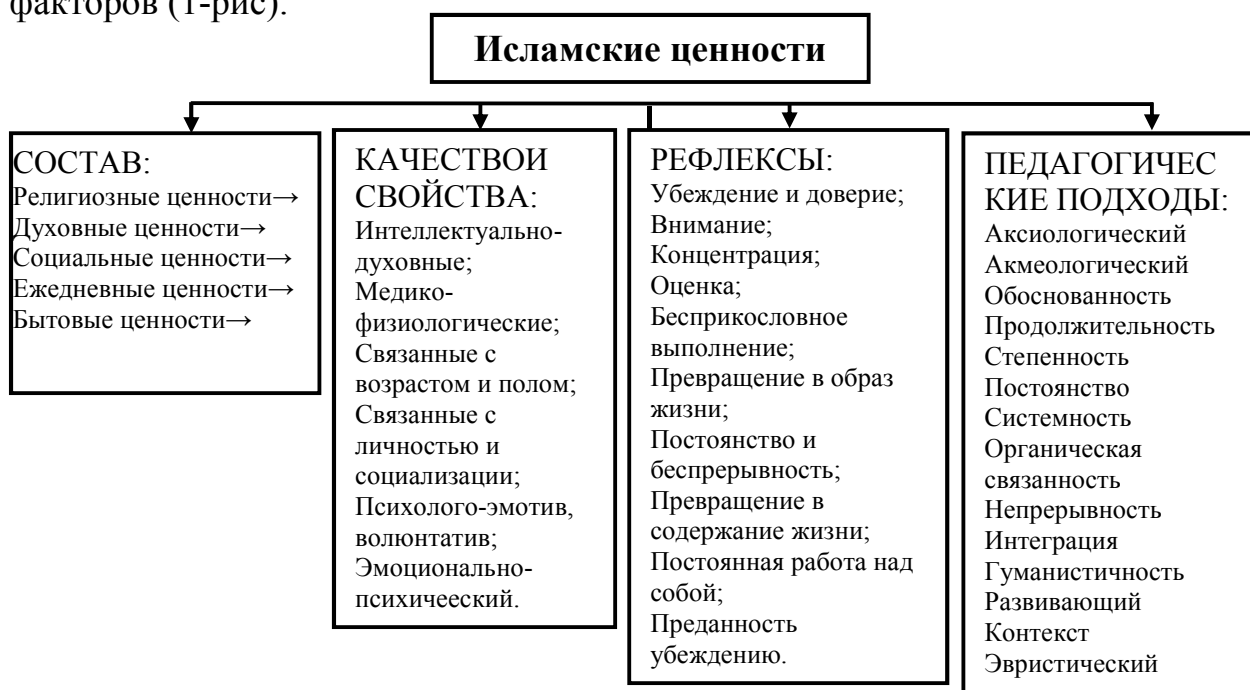 факторов (1-рис).
Исламские ценности
СОСТАВ:
Религиозные ценности→
Духовные ценности→
Социальные ценности→
Ежедневные ценности→
Бытовые ценности→
КАЧЕСТВОИ
СВОЙСТВА:
Интеллектуально-
духовные;
Медико-
физиологические;
Связанные с
возрастом и полом;
Связанные с
личностью и
социализации;
Психолого-эмотив,
волюнтатив;
Эмоционально-
психичееский.
РЕФЛЕКСЫ:
Убеждение и доверие;
Внимание;
Концентрация;
Оценка;
Бесприкословное
выполнение;
Превращение в образ
жизни;
Постоянство и
беспрерывность;
Превращение в
содержание жизни;
Постоянная работа над
собой;
Преданность
убеждению.
ПЕДАГОГИЧЕС
КИЕ ПОДХОДЫ:
Аксиологический
Акмеологический
Обоснованность
Продолжительность
Степенность
Постоянство
Системность
Органическая
связанность
Непрерывность
Интеграция
Гуманистичность
Развивающий
Контекст
Эвристический